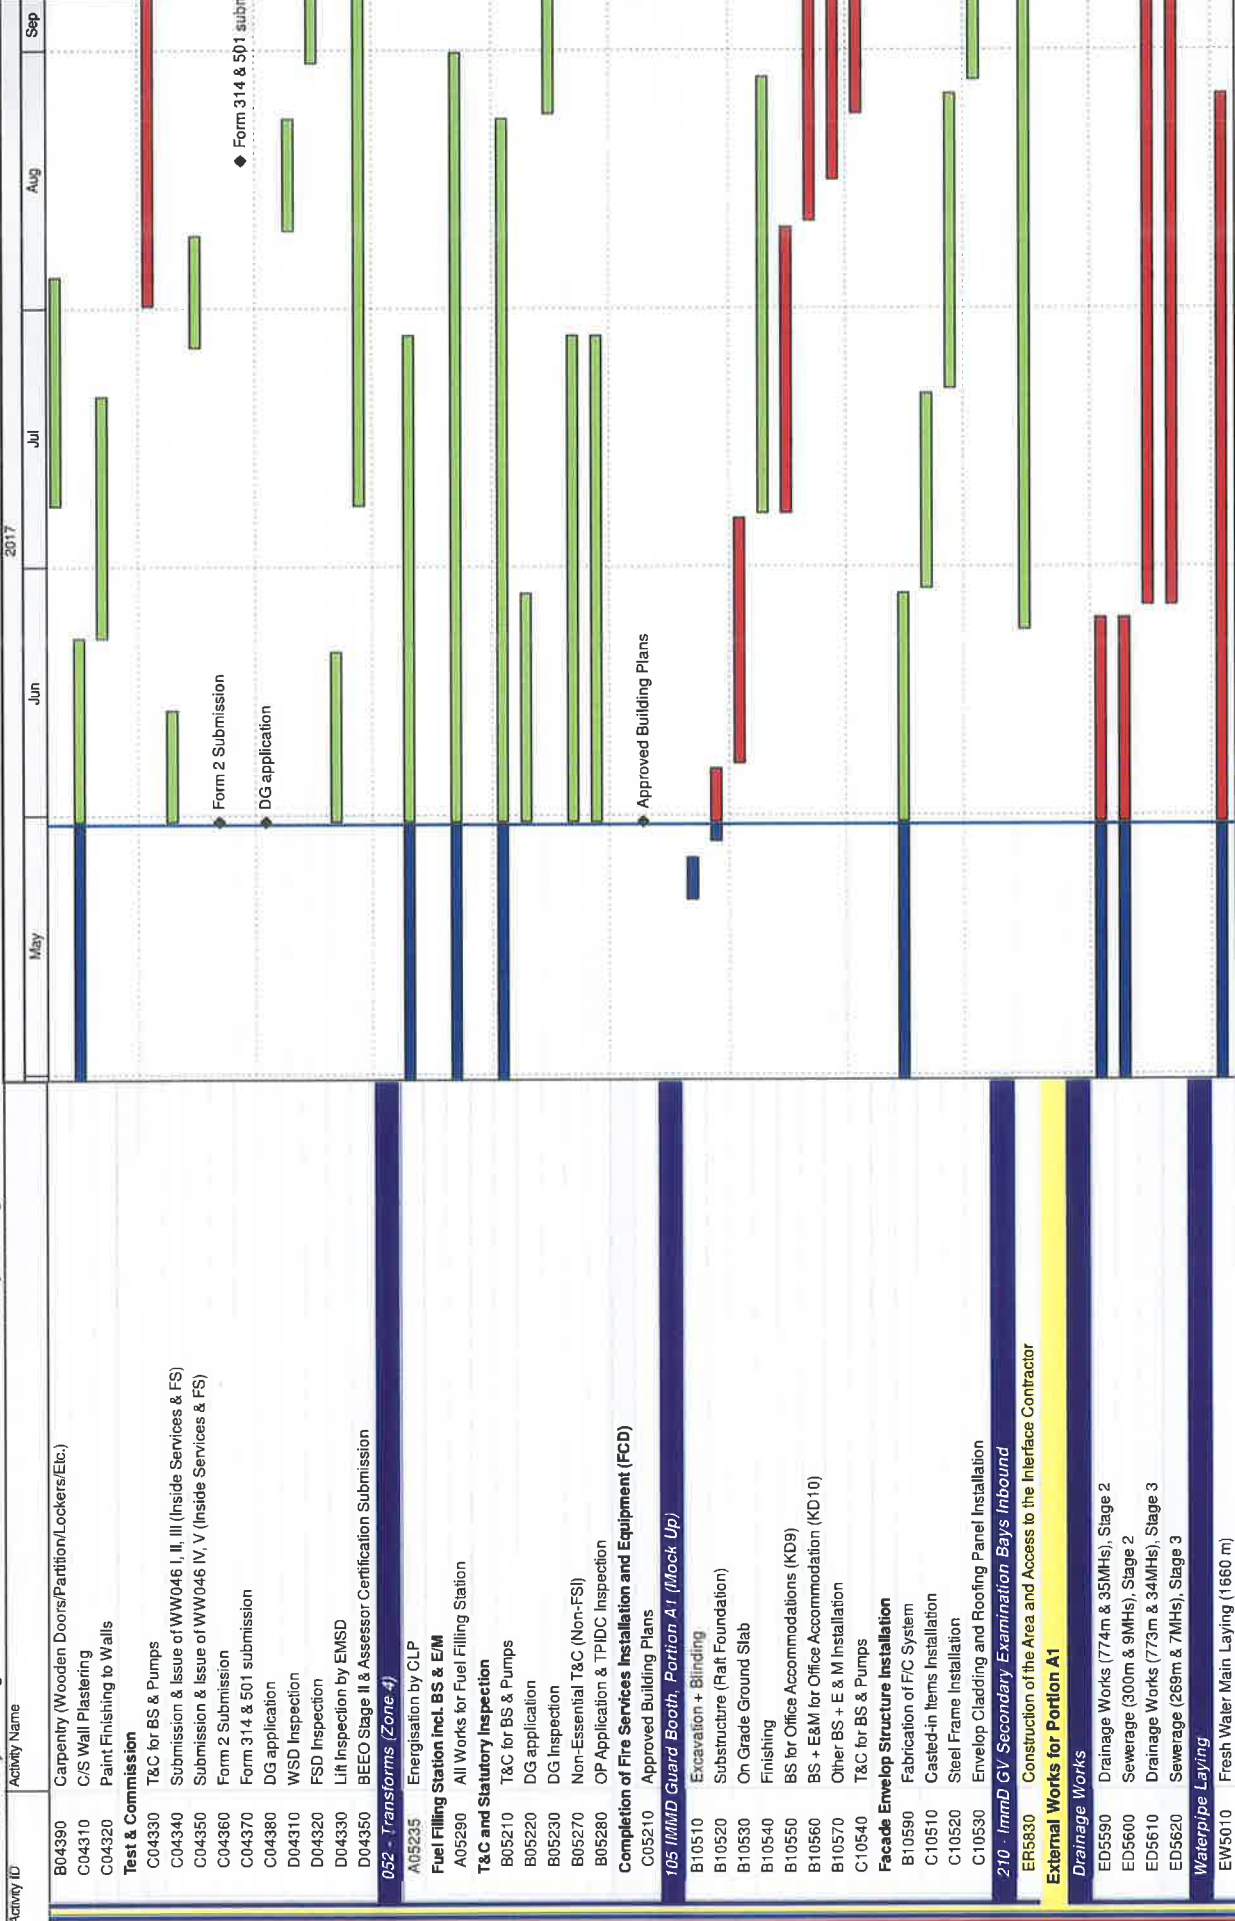 Activity ID Activity Name 2017
May Jun Jul Aug Sep
B04390 Carpentry (Wooden Doors/Partition/Lockers/Etc.)
C04310 C/S Wall Plastering
C04320 Paint Finishing to Walls
Test & Commission
C04330 T&C for BS & Pumps
C04340 Submission & Issue of WW046 I, II, III (Inside Services & FS)
C04350 Submission & Issue of WW046 IV, V (Inside Services & FS)
C04360 Form 2 Submission Form 2 Submission
C04370 Form 314 & 501 submission Form 314 & 501 subm
C04380 DG application DG application
D04310 WSD Inspection
D04320 FSD Inspection
D04330 Lift Inspection by EMSD
D04350 BEEO Stage II & Assessor Certification Submission
052 - Transforms (Zone 4)
A05235 Energisation by CLP
Fuel Filling Station incl. BS & E/M
A05290 All Works for Fuel Filling Station
T&C and Statutory Inspection
B05210 T&C for BS & Pumps
B05220 DG application
B05230 DG Inspection
B05270 Non-Essential T&C (Non-FSI)
B05280 OP Application & TPIDC Inspection
Completion of Fire Services Installation and Equipment (FCD)
C05210 Approved Building Plans Approved Building Plans
105 IMMD Guard Booth, Portion A1 (Mock Up)
B10510 Excavation + Blinding
B10520 Substructure (Raft Foundation)
B10530 On Grade Ground Slab
B10540 Finishing
B10550 BS for Office Accommodations (KD9)
B10560 BS + E&M for Office Accommodation (KD10)
B10570 Other BS + E & M Installation
C10540 T&C for BS & Pumps
Facade Envelop Structure Installation
B10590 Fabrication of F/C System
C10510 Casted-in Items Installation
C10520 Steel Frame Installation
C10530 Envelop Cladding and Roofing Panel Installation
210 - ImmD GV Secondary Examination Bays Inbound
ER5830 Construction of the Area and Access to the Interface Contractor
External Works for Portion A1
Drainage Works
ED5590 Drainage Works (774m & 35MHs), Stage 2
ED5600 Sewerage (300m & 9MHs), Stage 2
ED5610 Drainage Works (773m & 34MHs), Stage 3
ED5620 Sewerage (269m & 7MHs), Stage 3
Waterpipe Laying
EW5010 Fresh Water Main Laying (1660 m)